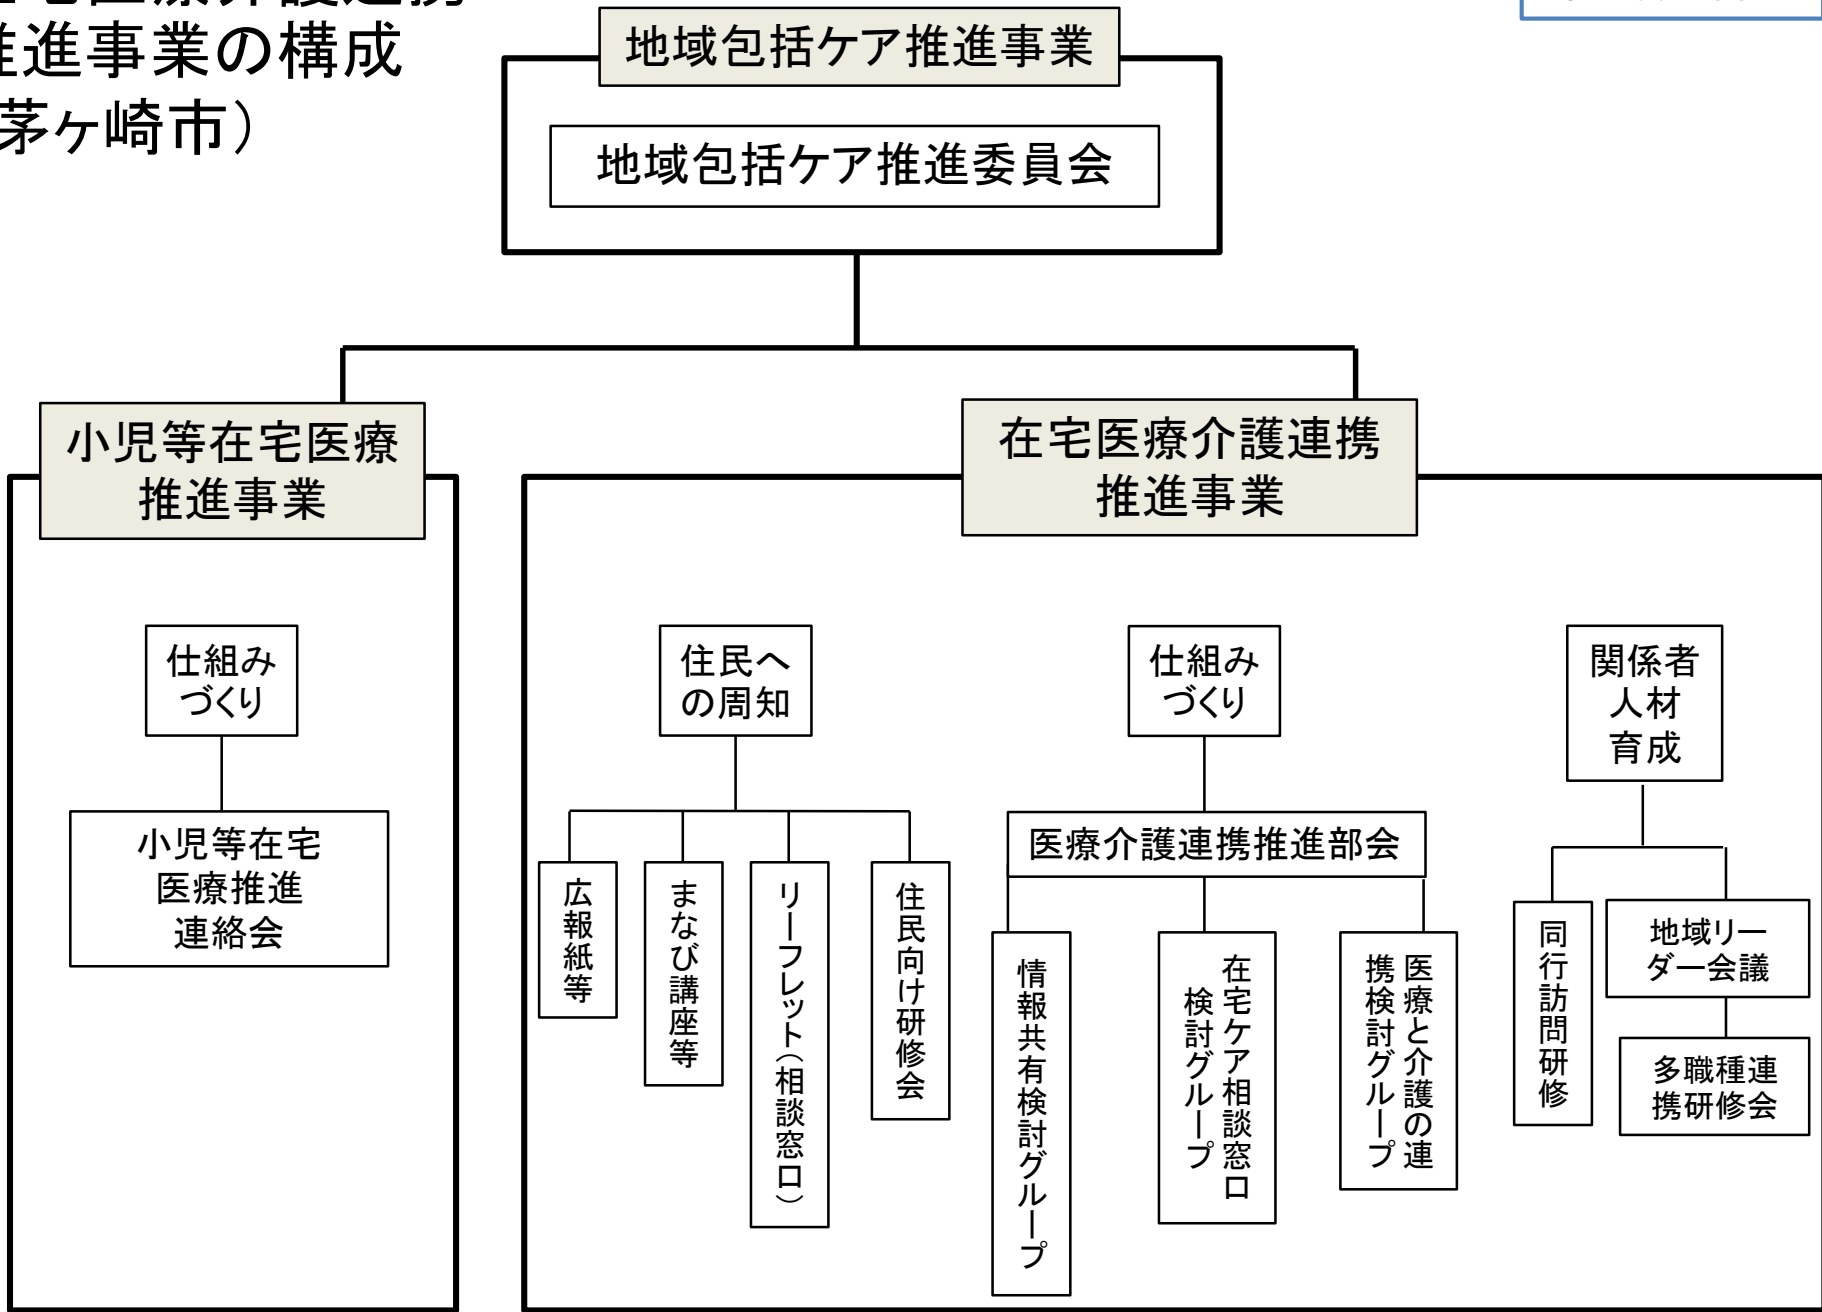 在宅医療介護連携
推進事業の構成
茅ヶ崎市）
地域包括ケア推進事業
地域包括ケア推進委員会
小児等在宅医療
推進事業
仕組み
づくり
小児等在宅
医療推進
連絡会
在宅医療介護連携
推進事業
住民へ
の周知
広報紙等
まなび講座等
リーフレット（相談窓口）
住民向け研修会
仕組み
づくり
医療介護連携推進部会
情報共有検討グループ
在宅ケア相談窓口
検討グループ
医療と介護の連
携検討グループ
関係者
人材
育成
同行訪問研修
地域リー
ダー会議
多職種連
携研修会